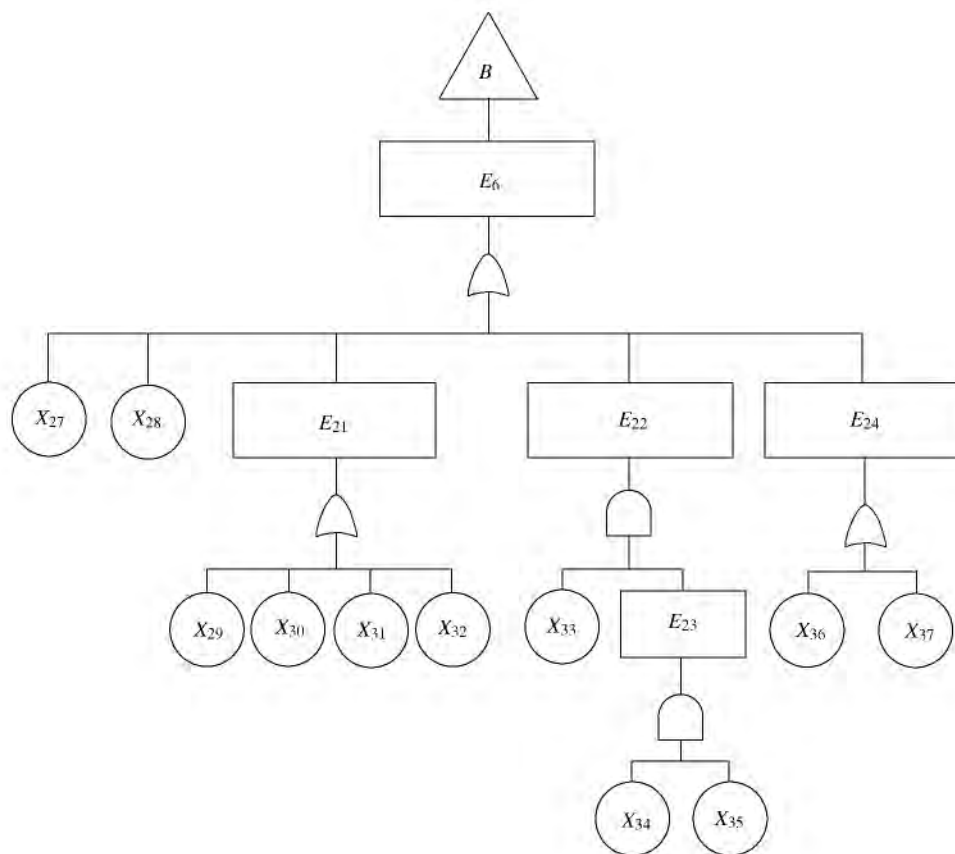 B
E₆
X₂₇ X₂₈ E₂₁ E₂₂ E₂₄
X₂₉ X₃₀ X₃₁ X₃₂ X₃₃ E₂₃ X₃₆ X₃₇
X₃₄ X₃₅